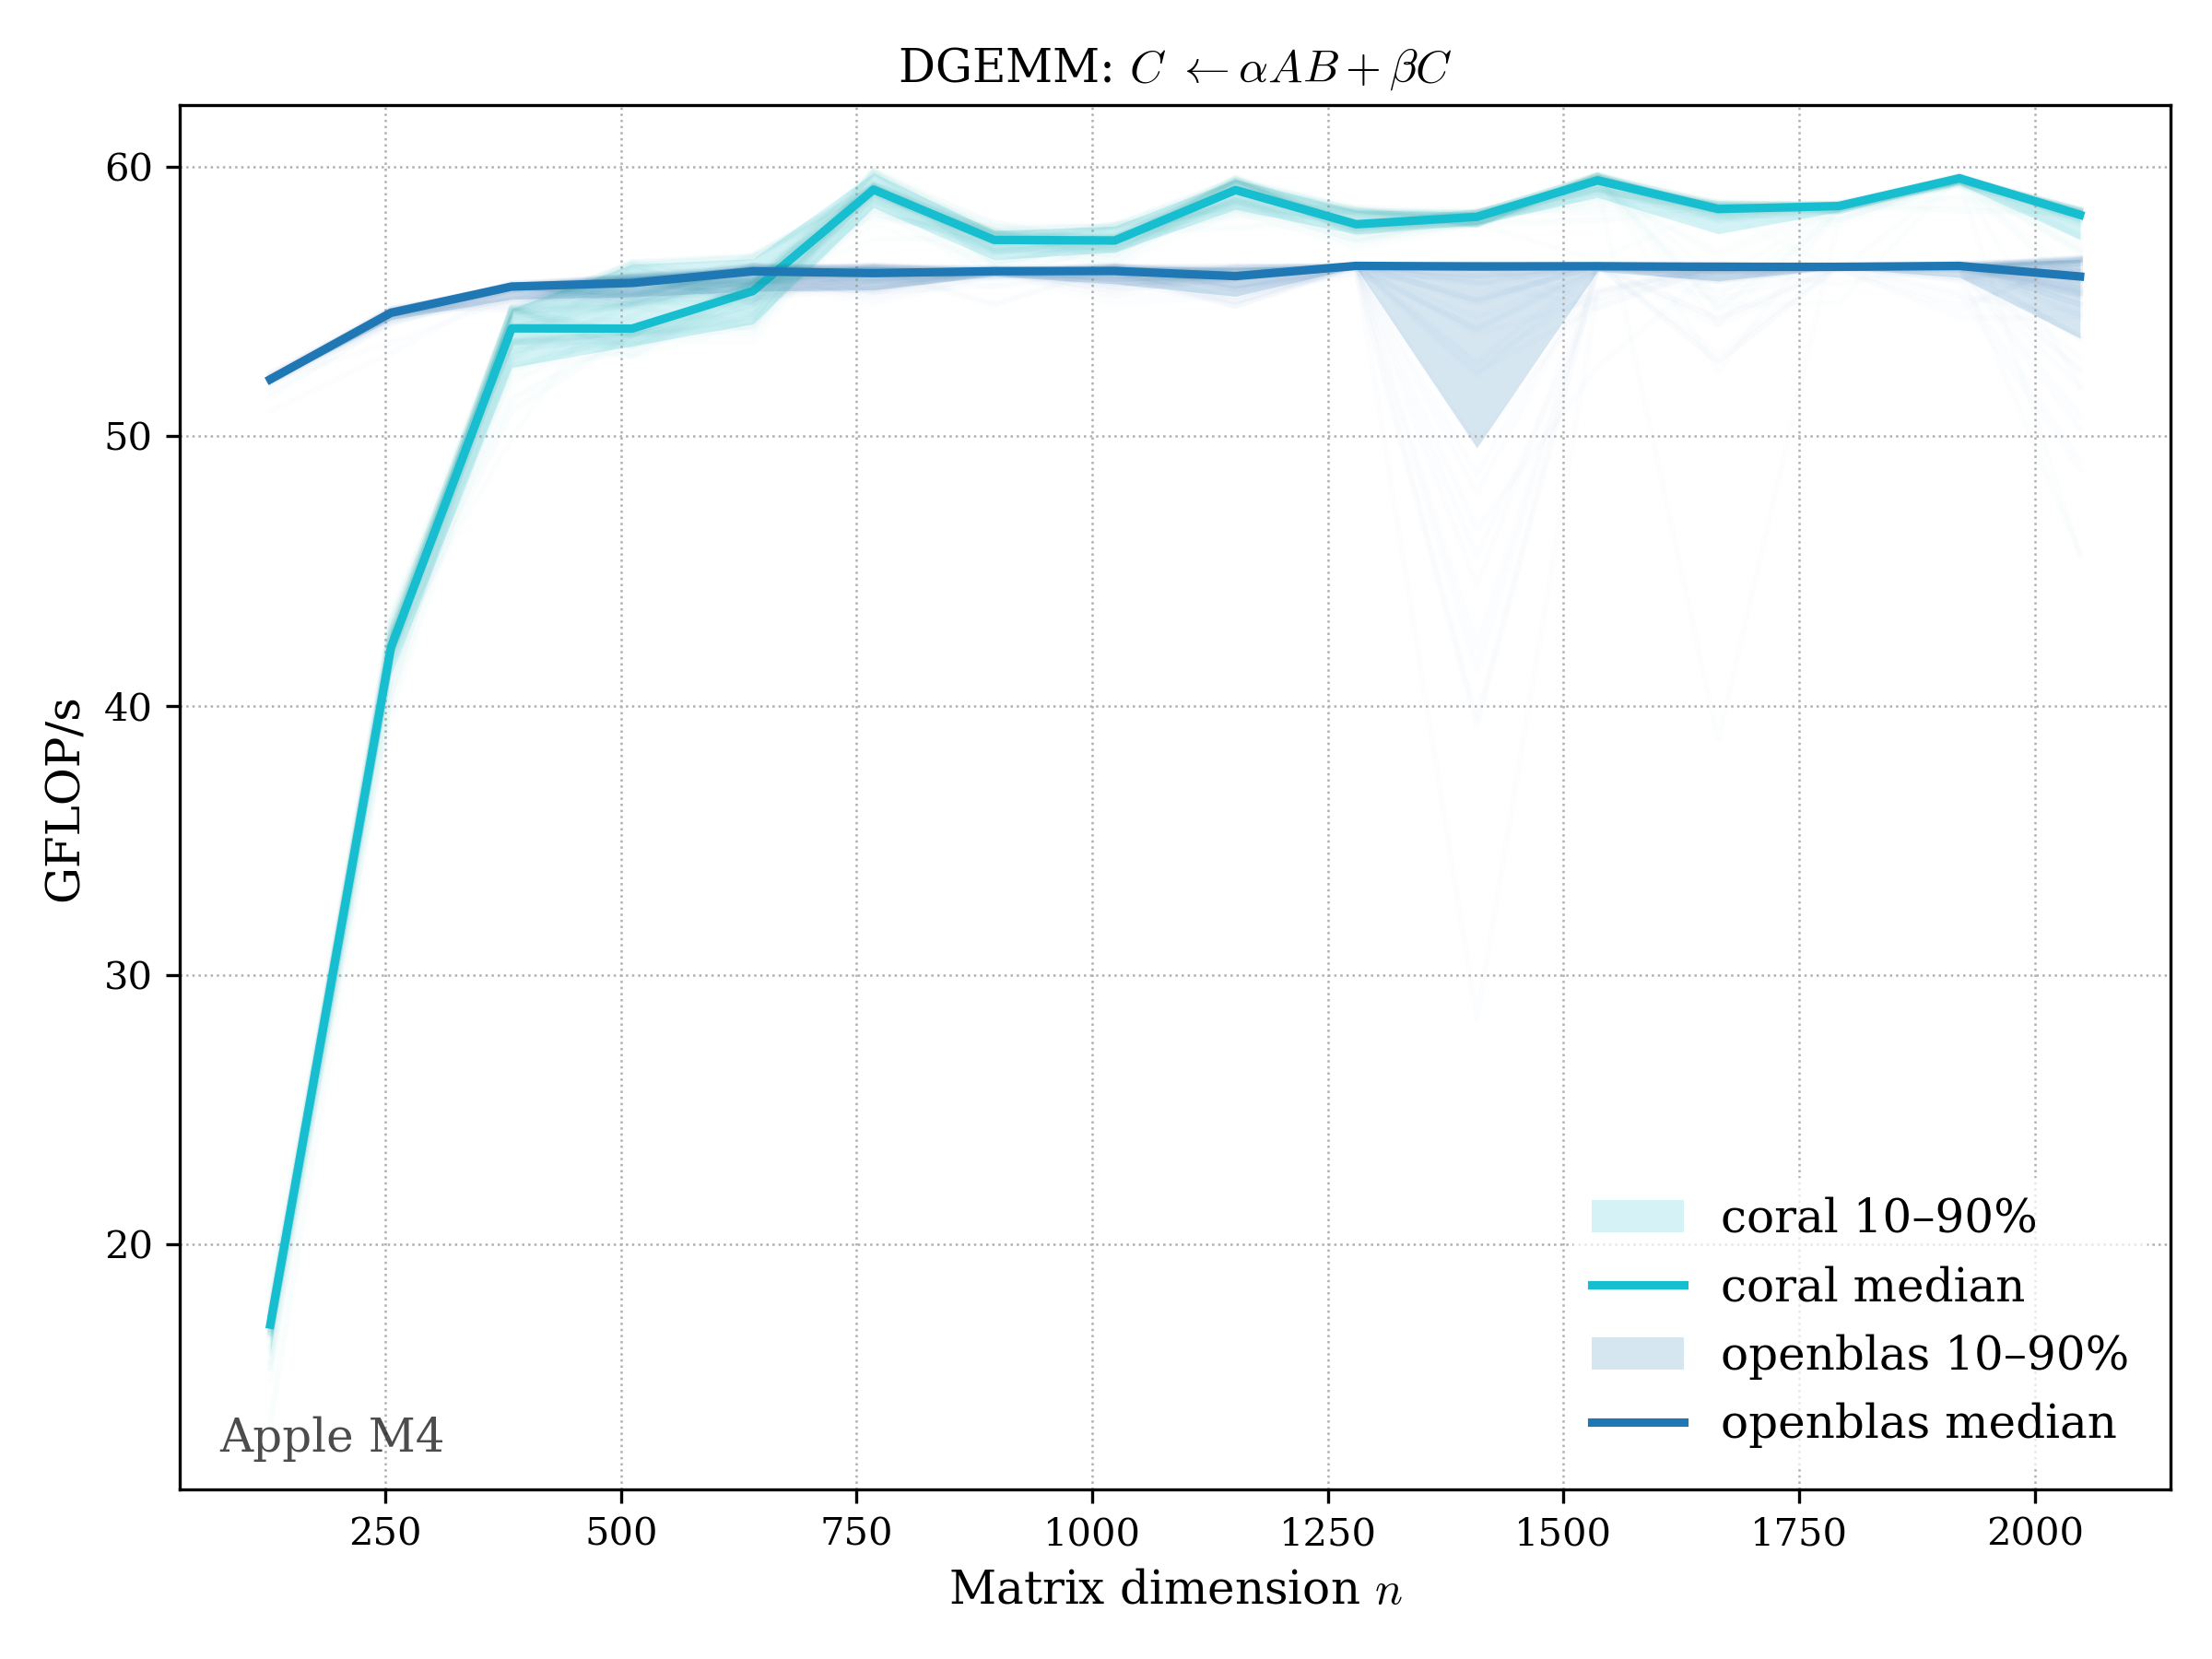 DGEMM: C ← αAB + βC
60
50
40
30
20
GFLOP/s
coral 10–90%
coral median
openblas 10–90%
openblas median
Apple M4
250 500 750 1000 1250 1500 1750 2000
Matrix dimension n